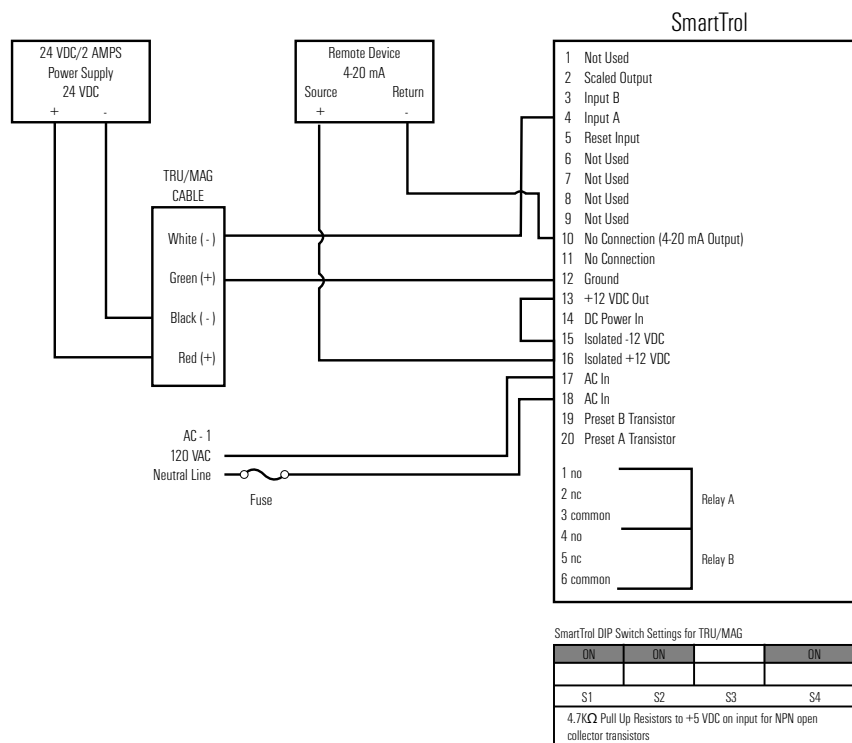 SmartTrol
24 VDC/2 AMPS
Power Supply
24 VDC
+ -
Remote Device
4-20 mA
Source Return
+ -
TRU/MAG
CABLE
White ( - )
Green (+)
Black ( - )
Red (+)
AC - 1
120 VAC
Neutral Line
Fuse
1 Not Used
2 Scaled Output
3 Input B
4 Input A
5 Reset Input
6 Not Used
7 Not Used
8 Not Used
9 Not Used
10 No Connection (4-20 mA Output)
11 No Connection
12 Ground
13 +12 VDC Out
14 DC Power In
15 Isolated -12 VDC
16 Isolated +12 VDC
17 AC In
18 AC In
19 Preset B Transistor
20 Preset A Transistor
1 no
2 nc
3 common
Relay A
4 no
5 nc
6 common
Relay B
SmartTrol DIP Switch Settings for TRU/MAG
ON ON ON
S1 S2 S3 S4
4.7KΩ Pull Up Resistors to +5 VDC on input for NPN open
collector transistors